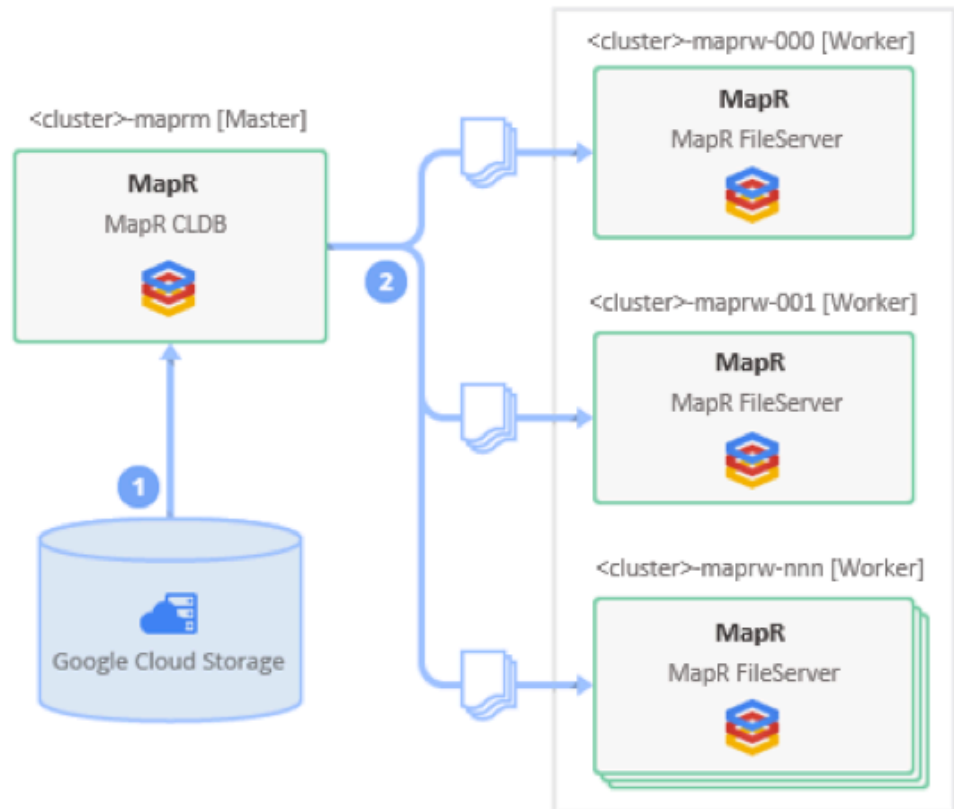 <cluster>-maprm [Master]
MapR
MapR CLDB
1
Google Cloud Storage
2
<cluster>-maprw-000 [Worker]
MapR
MapR FileServer
<cluster>-maprw-001 [Worker]
MapR
MapR FileServer
<cluster>-maprw-nnn [Worker]
MapR
MapR FileServer